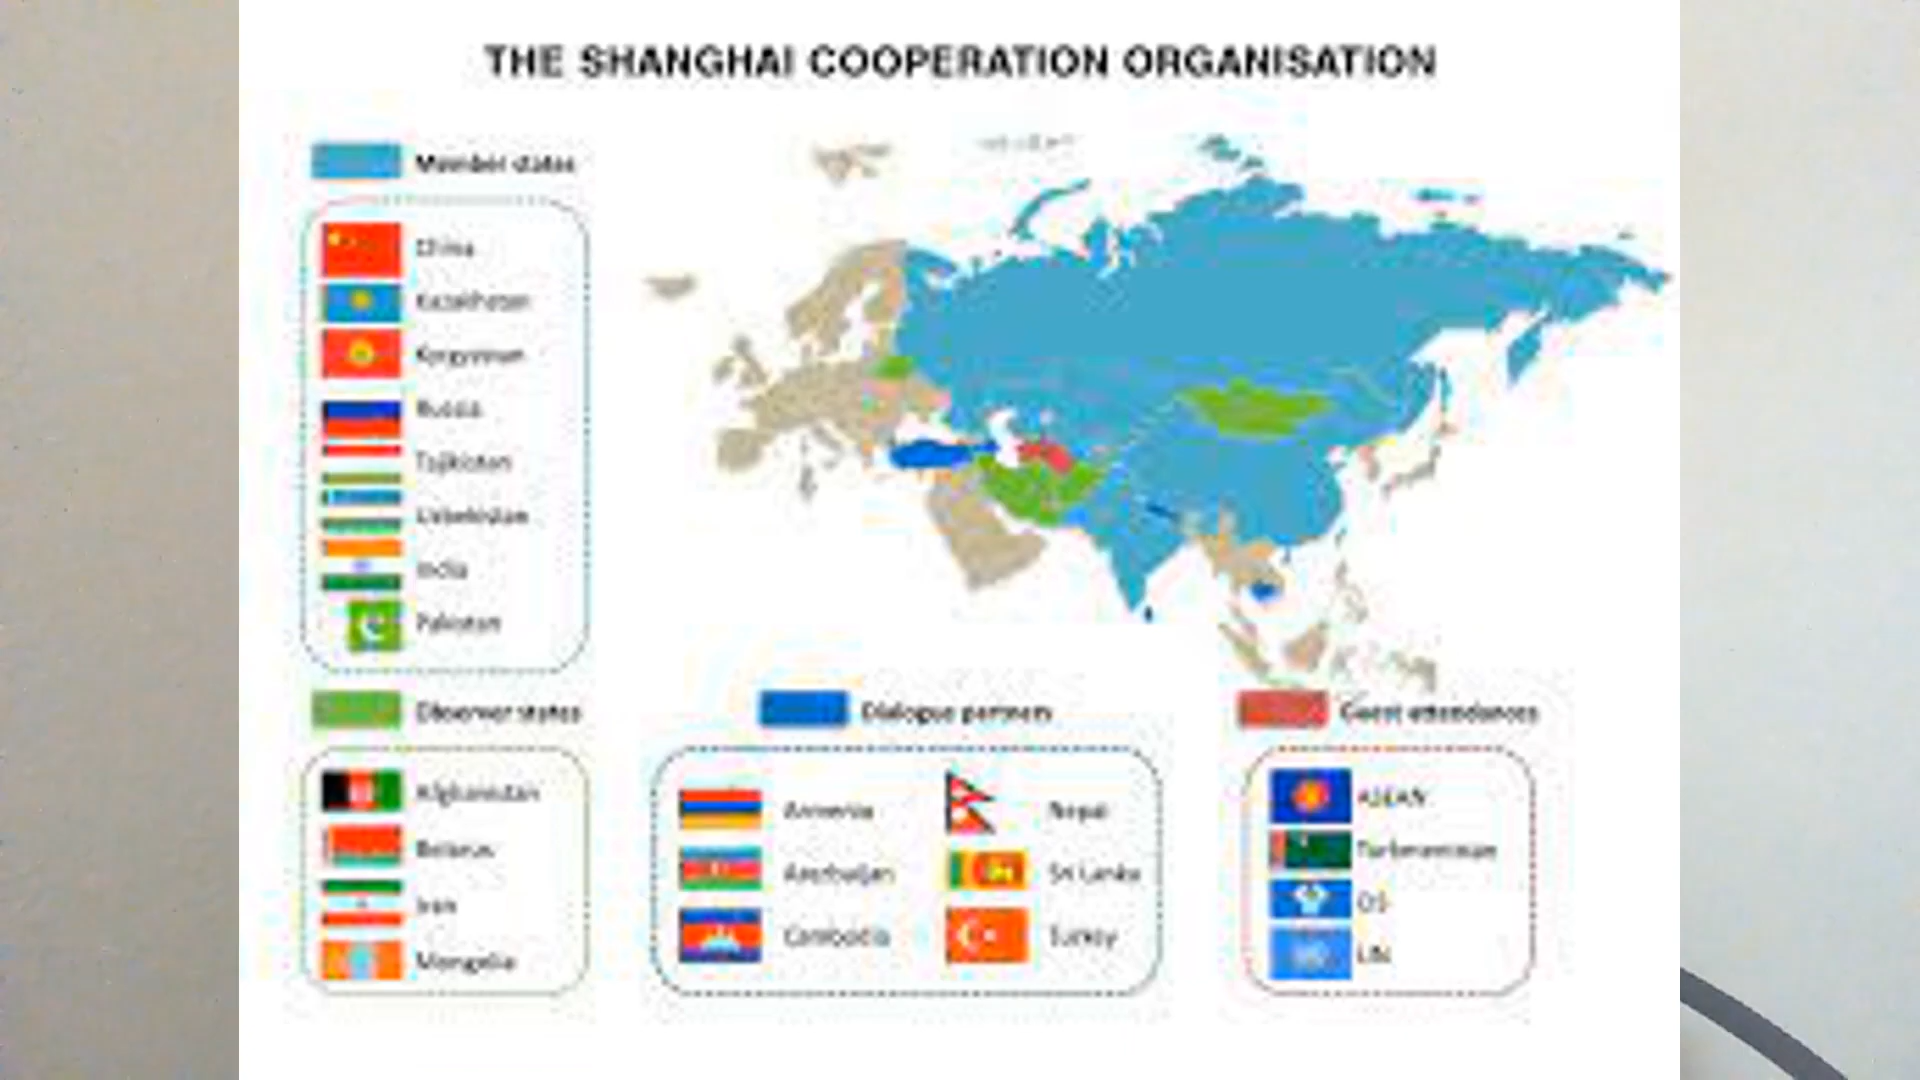 THE SHANGHAI COOPERATION ORGANISATION
Member states
China
Kazakhstan
Kyrgyzstan
Russia
Tajikistan
Uzbekistan
India
Pakistan
Observer states
Afghanistan
Belarus
Iran
Mongolia
Dialogue partners
Armenia
Azerbaijan
Cambodia
Nepal
Sri Lanka
Turkey
Guest attendances
ASEAN
Turkmenistan
CIS
UN